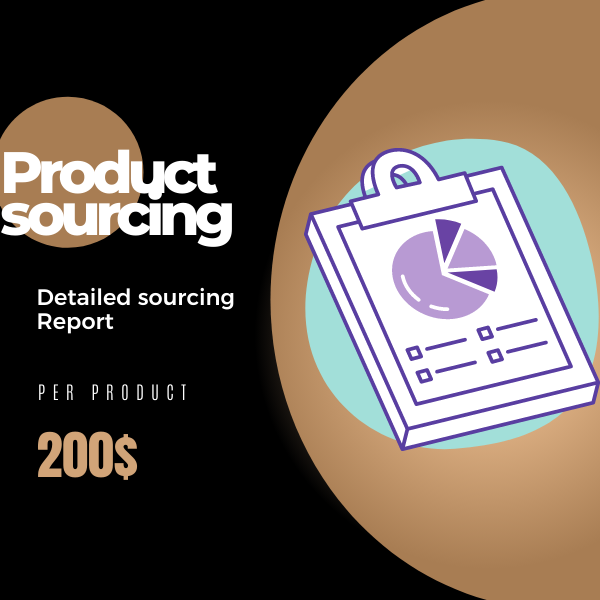 Product
sourcing
Detailed sourcing
Report
PER PRODUCT
200$